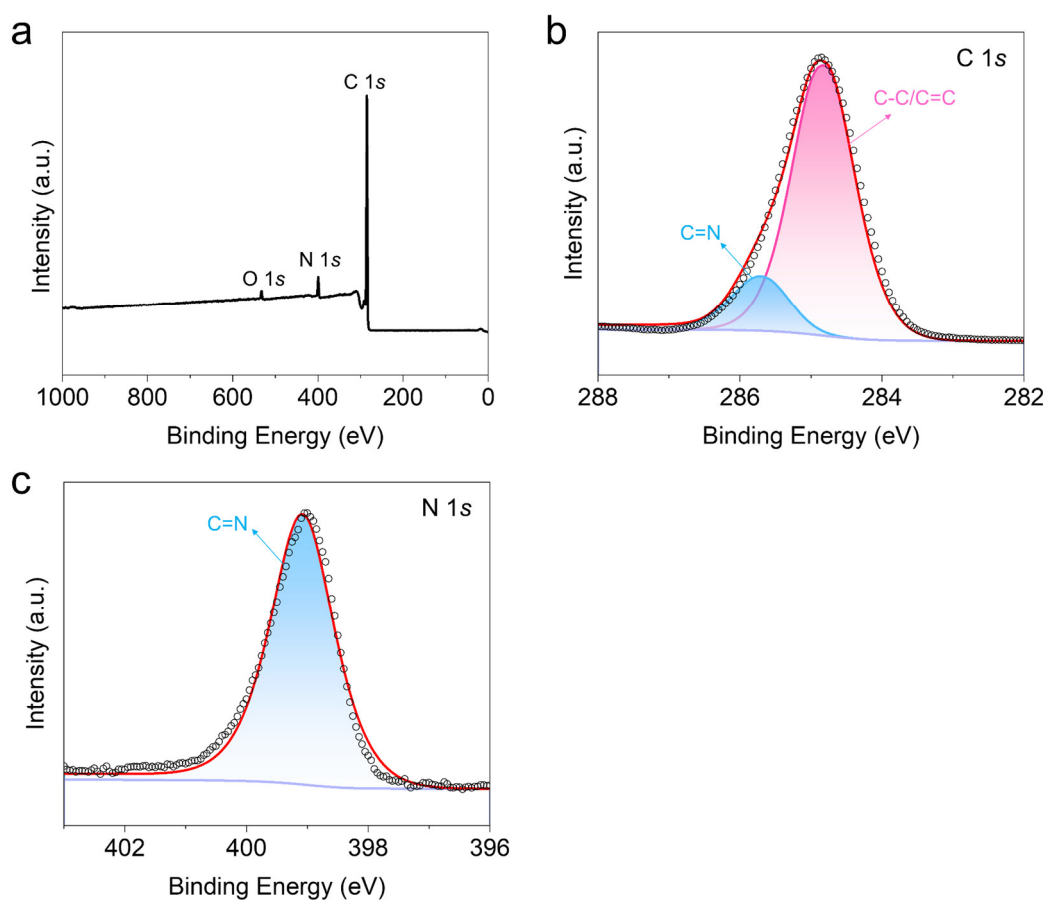 a
C 1s
N 1s
O 1s
Intensity (a.u.)
1000 800 600 400 200 0
Binding Energy (eV)
b
C 1s
C-C/C=C
C=N
Intensity (a.u.)
288 286 284 282
Binding Energy (eV)
c
N 1s
C=N
Intensity (a.u.)
402 400 398 396
Binding Energy (eV)